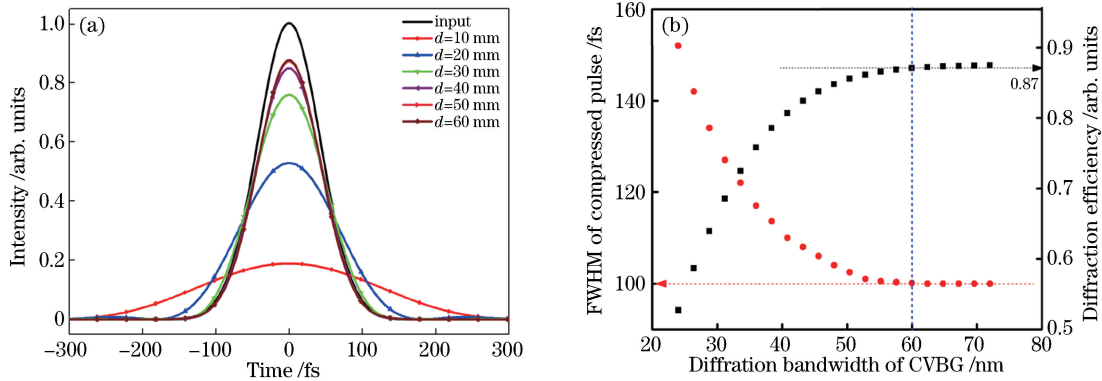 (a)
input
d=10 mm
d=20 mm
d=30 mm
d=40 mm
d=50 mm
d=60 mm
Intensity /arb. units
1.0
0.8
0.6
0.4
0.2
0
−300
−200
−100
0
100
200
300
Time /fs
(b)
FWHM of compressed pulse /fs
160
140
120
100
0.87
0.9
0.8
0.7
0.6
0.5
Diffraction efficiency /arb. units
20
30
40
50
60
70
80
Diffration bandwidth of CVBG /nm